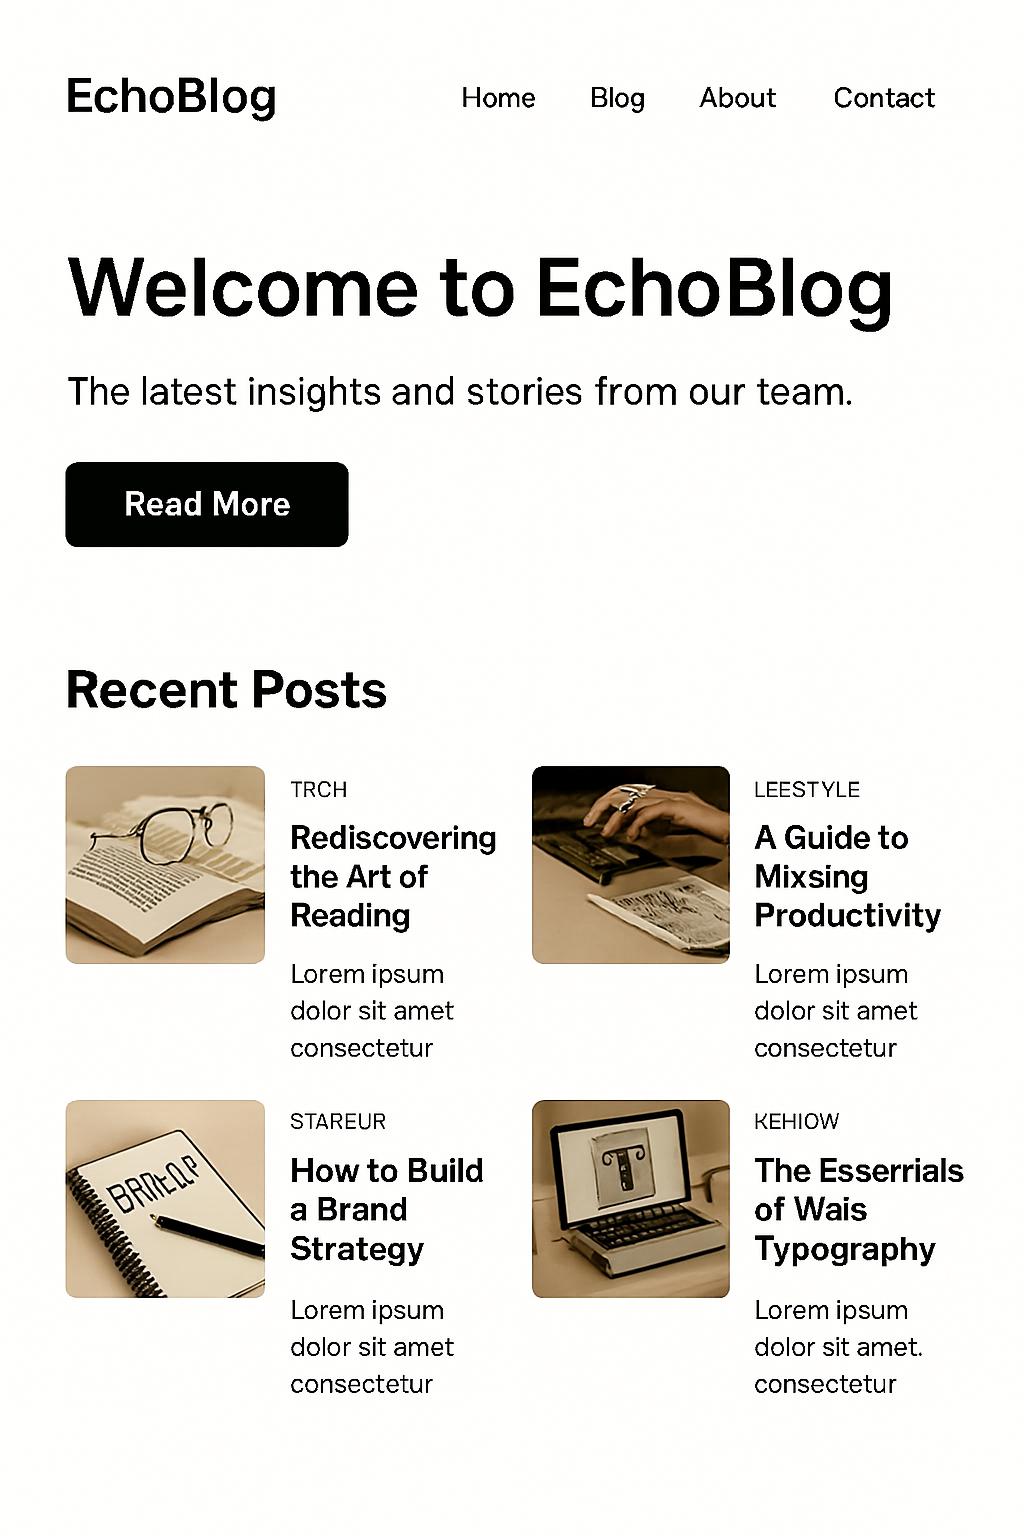 EchoBlog
Home Blog About Contact
Welcome to EchoBlog
The latest insights and stories from our team.
Read More
Recent Posts
TRCH
Rediscovering
the Art of
Reading
Lorem ipsum
dolor sit amet
consectetur
LEESTYLE
A Guide to
Mixsing
Productivity
Lorem ipsum
dolor sit amet
consectetur
STAREUR
How to Build
a Brand
Strategy
Lorem ipsum
dolor sit amet
consectetur
T
KEHIOW
The Esserrials
of Wais
Typography
Lorem ipsum
dolor sit amet.
consectetur